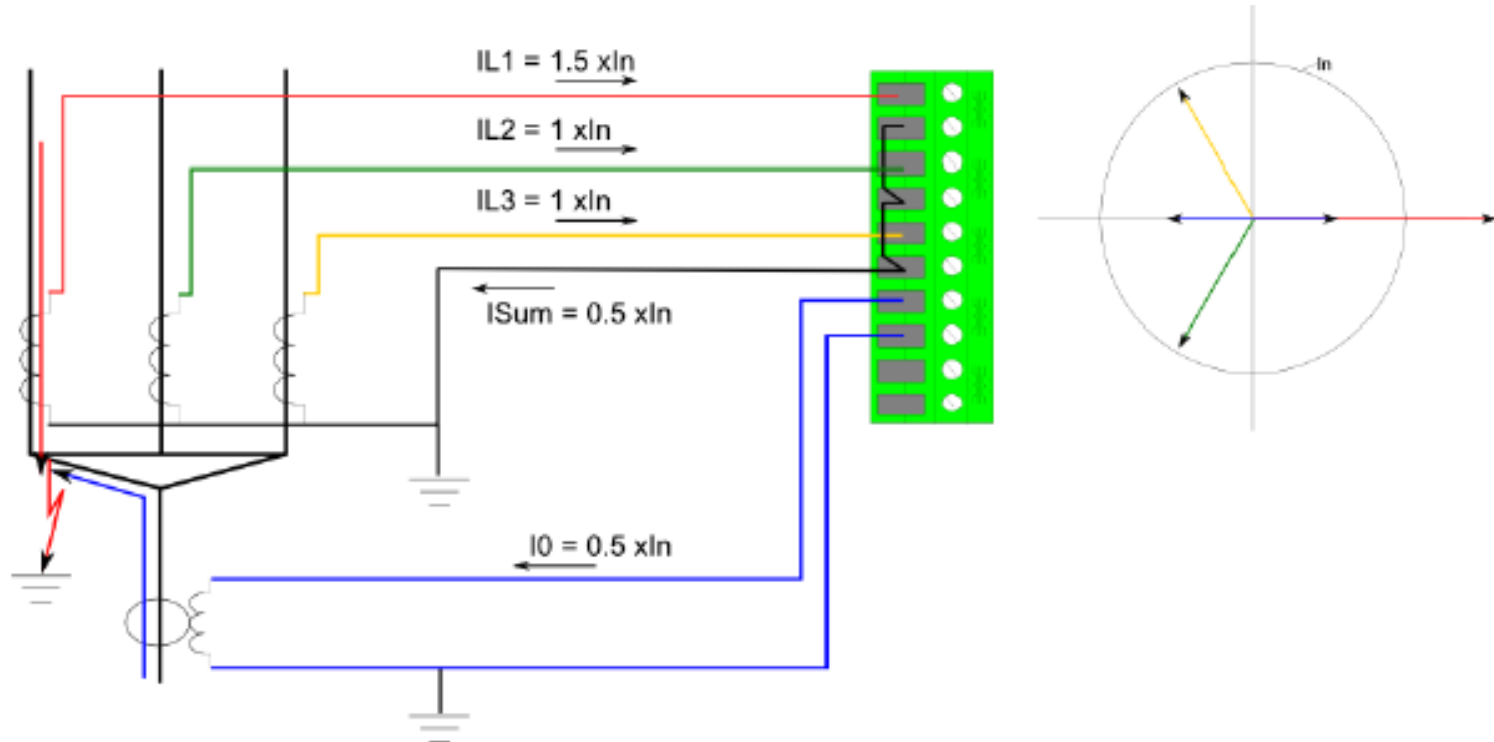 IL1 = 1.5 xIn
In
IL2 = 1 xIn
IL3 = 1 xIn
ISum = 0.5 xIn
I0 = 0.5 xIn